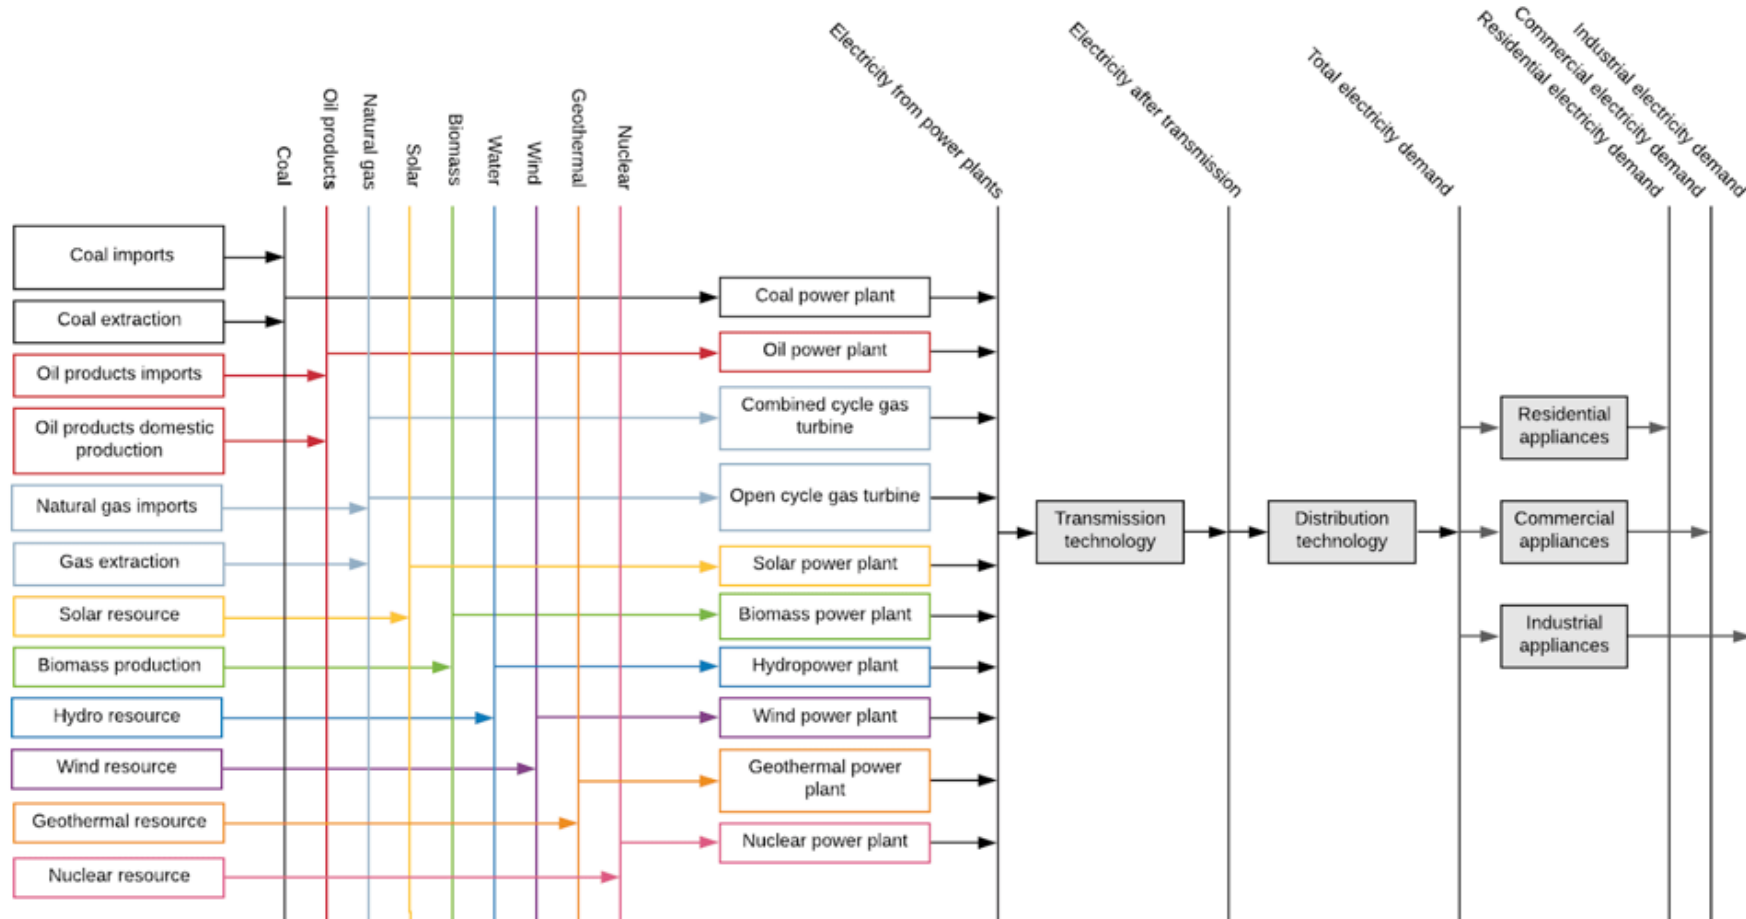 Coal
Oil products
Natural gas
Solar
Biomass
Water
Wind
Geothermal
Nuclear
Electricity from power plants
Electricity after transmission
Total electricity demand
Residential electricity demand
Commercial electricity demand
Industrial electricity demand
Coal imports
Coal extraction
Oil products imports
Oil products domestic
production
Natural gas imports
Gas extraction
Solar resource
Biomass production
Hydro resource
Wind resource
Geothermal resource
Nuclear resource
Coal power plant
Oil power plant
Combined cycle gas
turbine
Open cycle gas turbine
Solar power plant
Biomass power plant
Hydropower plant
Wind power plant
Geothermal power
plant
Nuclear power plant
Transmission
technology
Distribution
technology
Residential
appliances
Commercial
appliances
Industrial
appliances